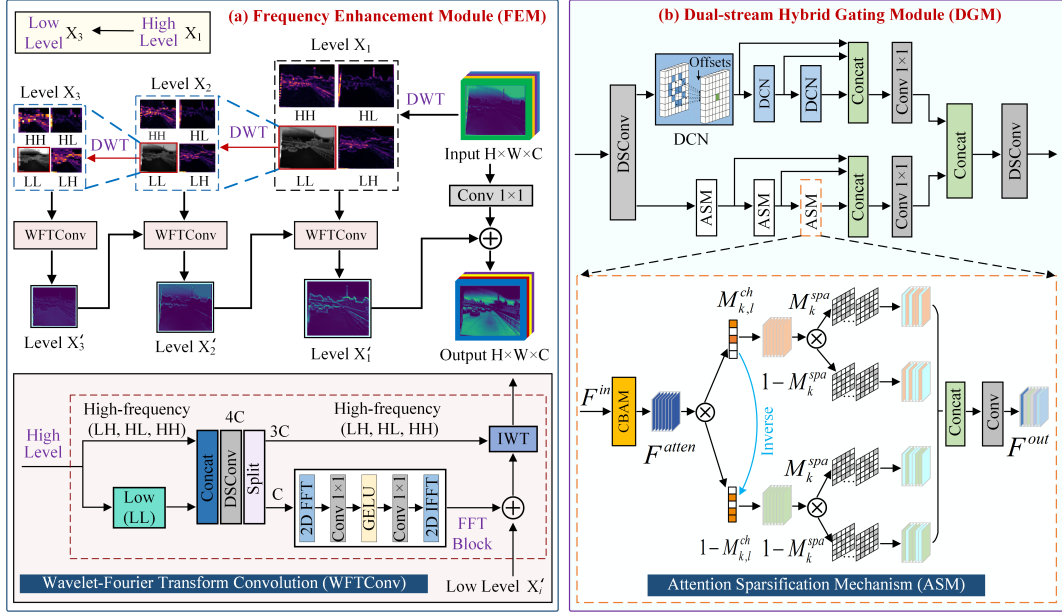 (a) Frequency Enhancement Module (FEM)
Low Level X3
High Level X1
Level X1
Level X2
Level X3
HH HL
LL LH
HH HL
LL LH
HH HL
LL LH
DWT
DWT
DWT
Input H×W×C
Conv 1×1
WFTConv
WFTConv
WFTConv
Level X′3
Level X′2
Level X′1
Output H×W×C
High-frequency
(LH, HL, HH)
4C
3C
High-frequency
(LH, HL, HH)
High
Level
Low
(LL)
Concat
DSConv
Split
C
2D FFT
Conv 1×1
GELU
Conv 1×1
2D IFFT
IWT
FFT
Block
Low Level X′i
Wavelet-Fourier Transform Convolution (WFTConv)
(b) Dual-stream Hybrid Gating Module (DGM)
DSConv
Offsets
DCN
DCN
DCN
Concat
Conv 1×1
ASM
ASM
ASM
Concat
Conv 1×1
Concat
DSConv
F^in
CBAM
F^atten
M^ch_k,l
M^spa_k
1−M^spa_k
Inverse
1−M^ch_k,l
M^spa_k
1−M^spa_k
Concat
Conv
F^out
Attention Sparsification Mechanism (ASM)